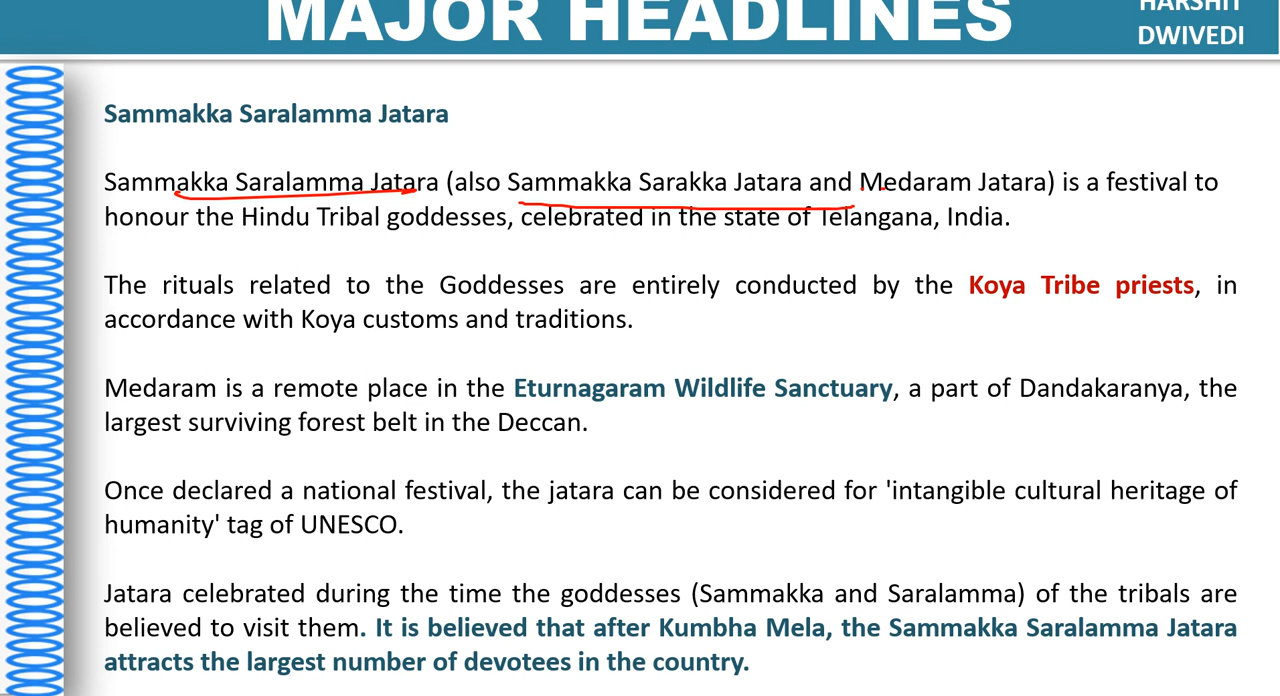 MAJOR HEADLINES
HARSHIT
DWIVEDI
Sammakka Saralamma Jatara
Sammakka Saralamma Jatara (also Sammakka Sarakka Jatara and Medaram Jatara) is a festival to
honour the Hindu Tribal goddesses, celebrated in the state of Telangana, India.
The rituals related to the Goddesses are entirely conducted by the Koya Tribe priests, in
accordance with Koya customs and traditions.
Medaram is a remote place in the Eturnagaram Wildlife Sanctuary, a part of Dandakaranya, the
largest surviving forest belt in the Deccan.
Once declared a national festival, the jatara can be considered for 'intangible cultural heritage of
humanity' tag of UNESCO.
Jatara celebrated during the time the goddesses (Sammakka and Saralamma) of the tribals are
believed to visit them. It is believed that after Kumbha Mela, the Sammakka Saralamma Jatara
attracts the largest number of devotees in the country.